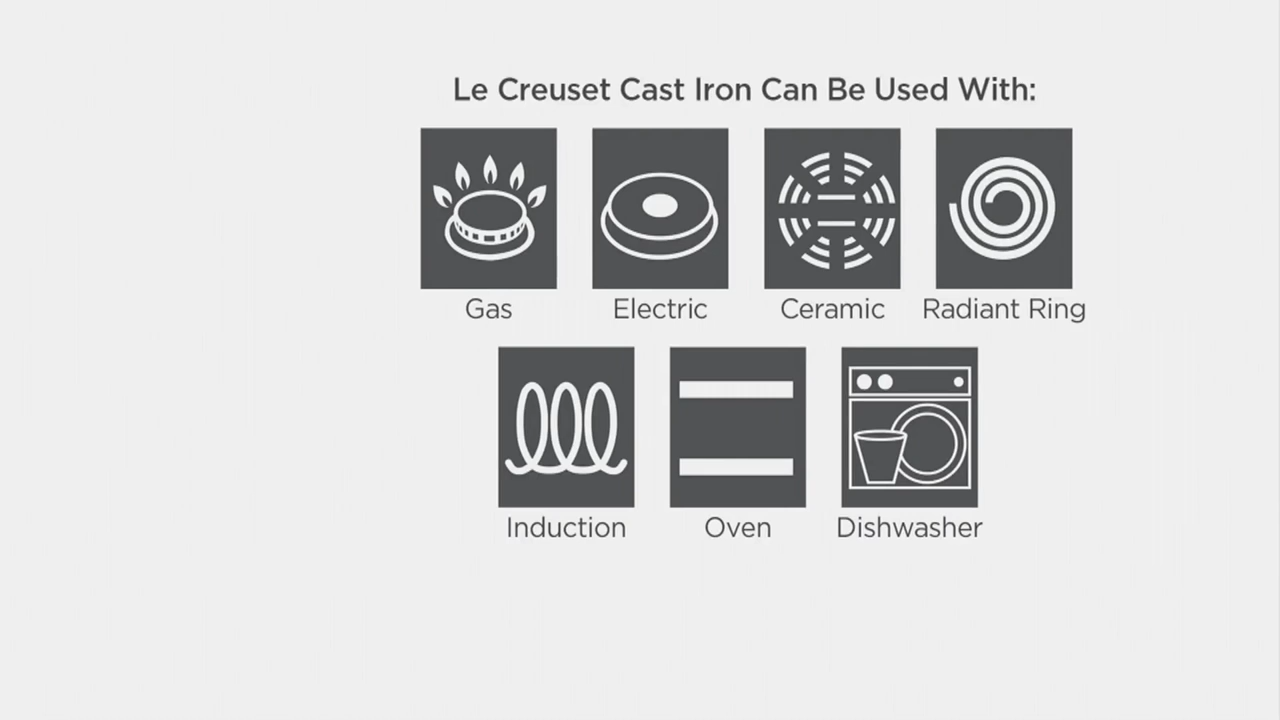 Le Creuset Cast Iron Can Be Used With:
Gas Electric Ceramic Radiant Ring
Induction Oven Dishwasher